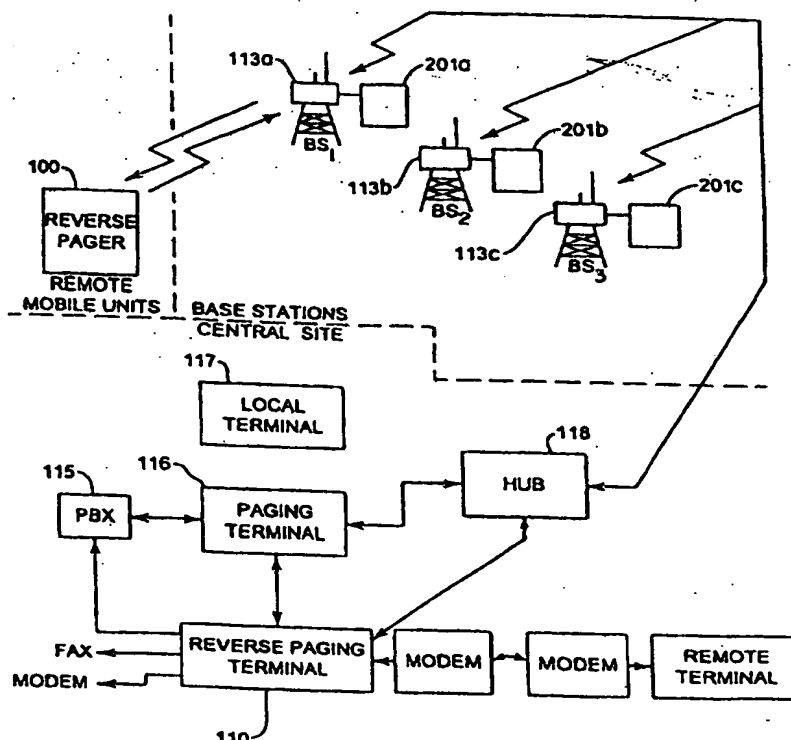 113a
201a
BS1
201b
113b
BS2
201c
113c
BS3
100
REVERSE
PAGER
REMOTE
MOBILE UNITS
BASE STATIONS
CENTRAL SITE
117
LOCAL
TERMINAL
118
HUB
115
PBX
116
PAGING
TERMINAL
REVERSE PAGING
TERMINAL
FAX
MODEM
MODEM
MODEM
REMOTE
TERMINAL
110